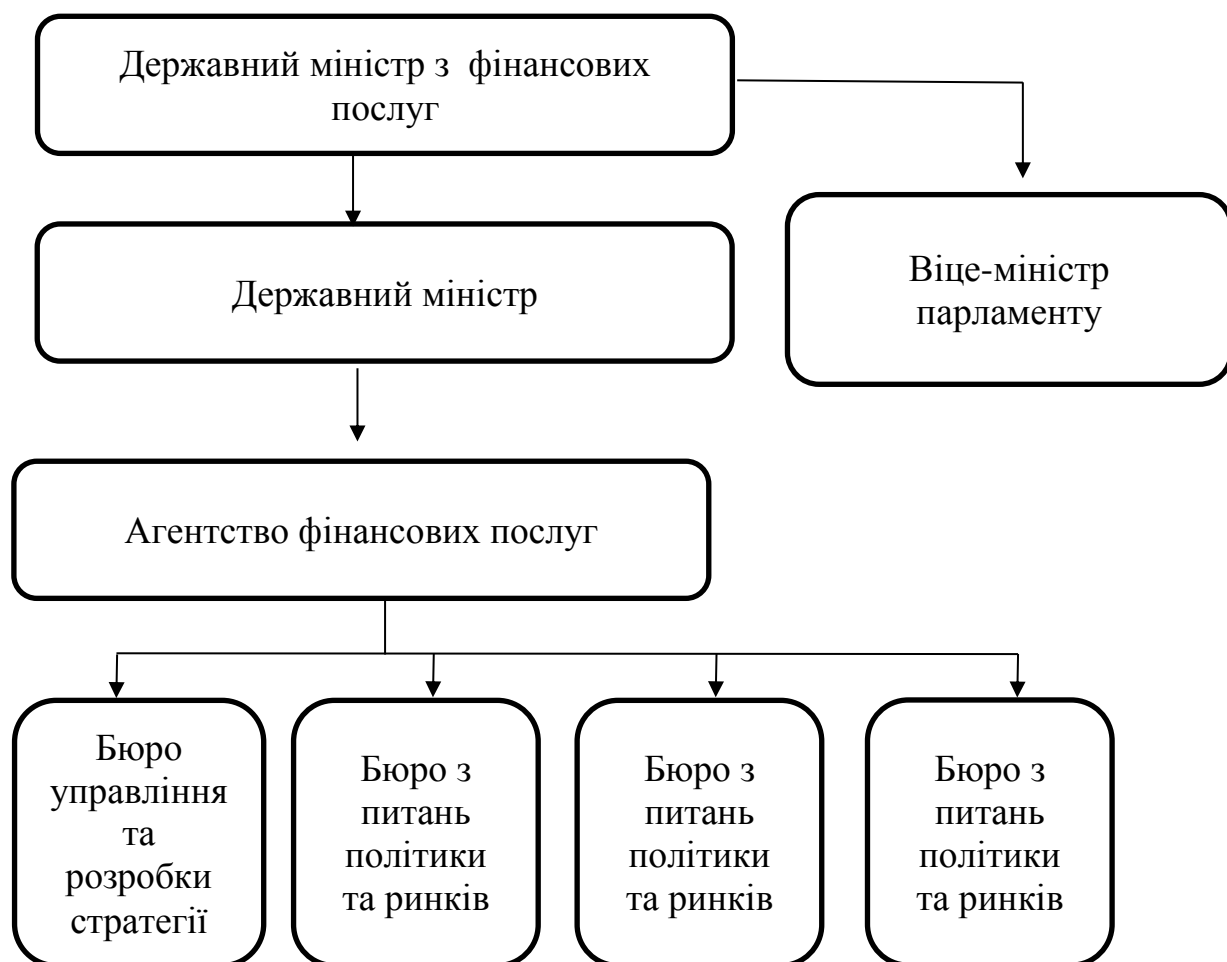 Державний міністр з фінансових
послуг
Державний міністр
Віце-міністр
парламенту
Агентство фінансових послуг
Бюро
управління
та
розробки
стратегії
Бюро з
питань
політики
та ринків
Бюро з
питань
політики
та ринків
Бюро з
питань
політики
та ринків